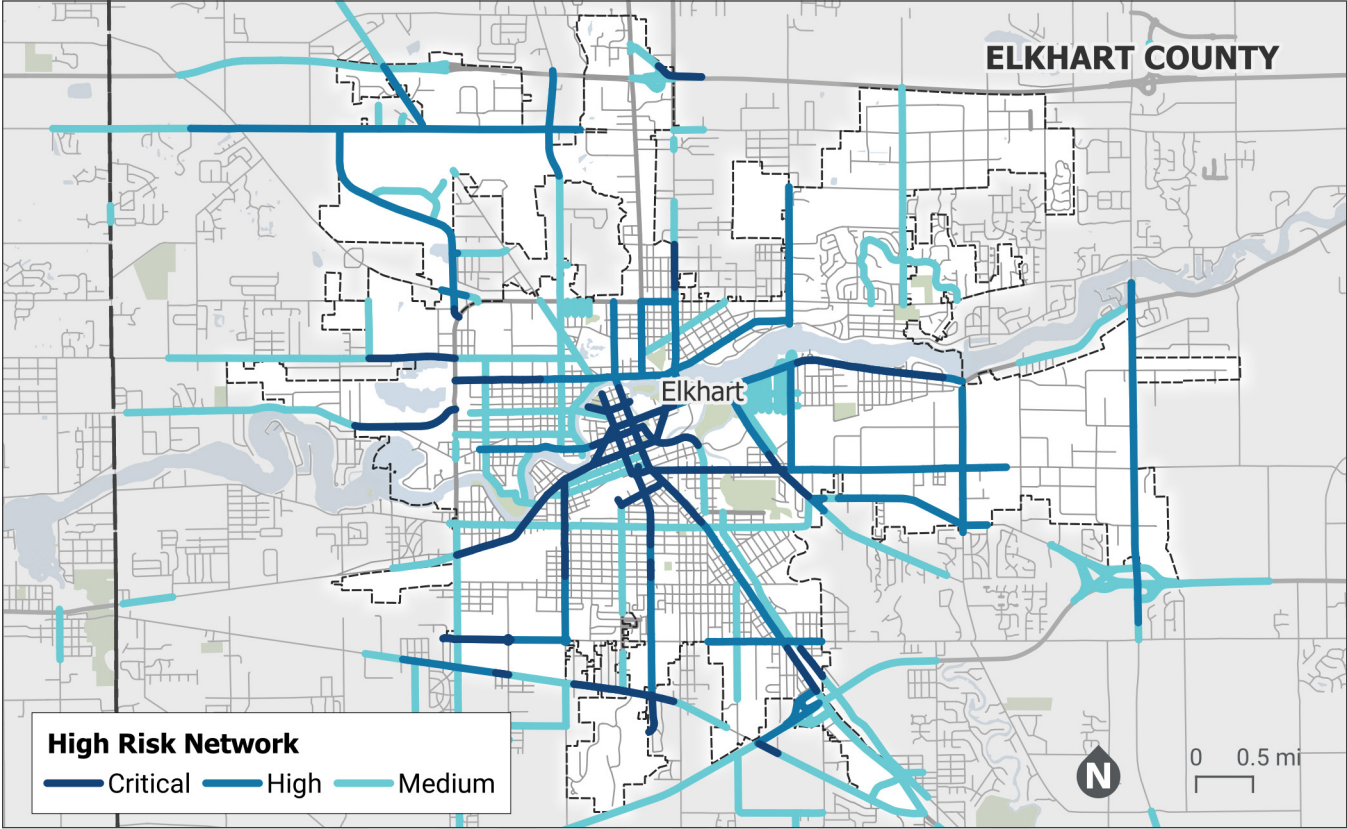 ELKHART COUNTY
Elkhart
High Risk Network
Critical High Medium
N
0 0.5 mi